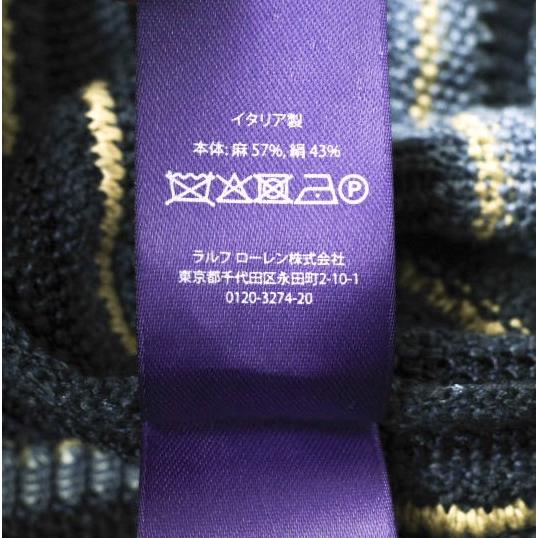 イタリア製
本体: 麻 57%, 絹 43%
P
ラルフ ローレン株式会社
東京都千代田区永田町2-10-1
0120-3274-20